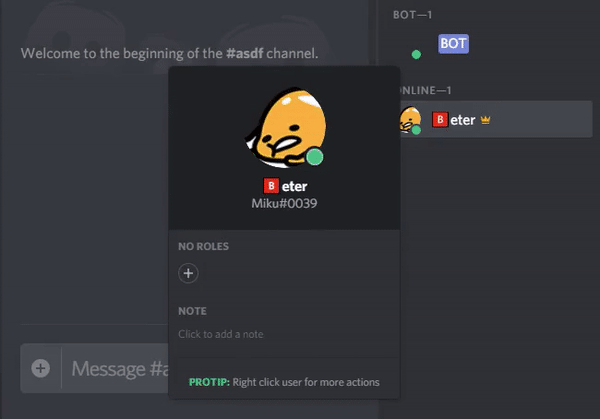 Welcome to the beginning of the #asdf channel.
Message #a
🅱eter
Miku#0039
NO ROLES
NOTE
Click to add a note
PROTIP: Right click user for more actions
BOT—1
BOT
ONLINE—1
🅱eter